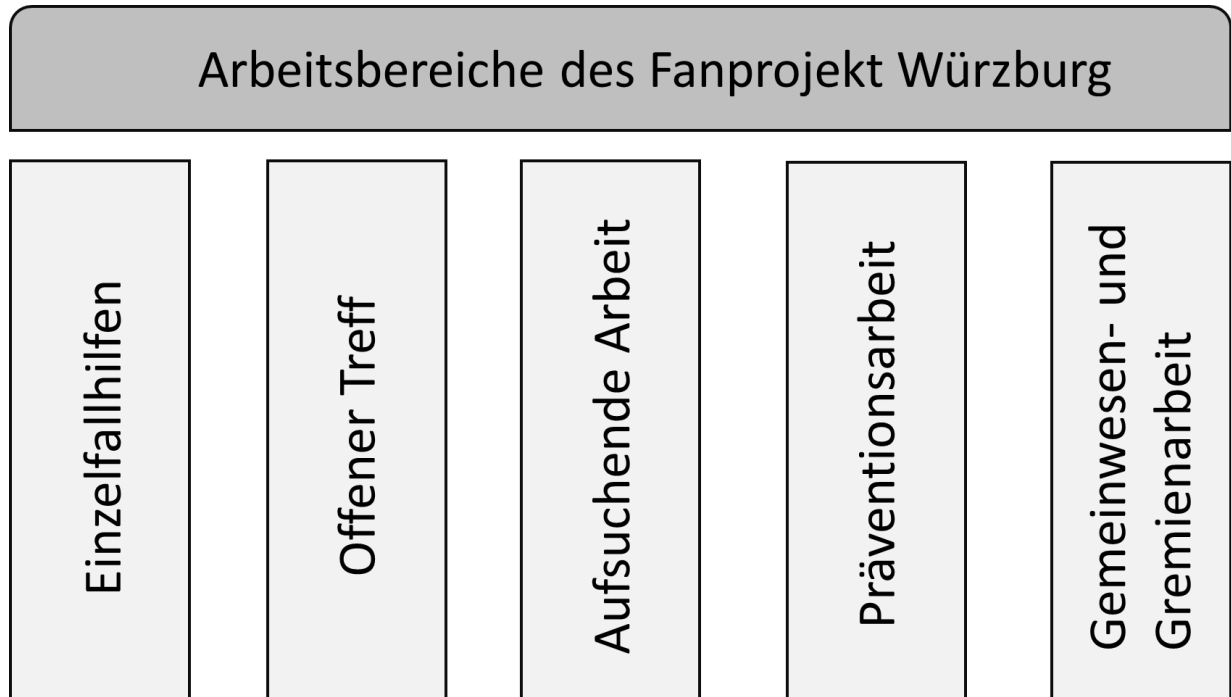 Arbeitsbereiche des Fanprojekt Würzburg
Einzelfallhilfen
Offener Treff
Aufsuchende Arbeit
Präventionsarbeit
Gemeinwesen- und
Gremienarbeit